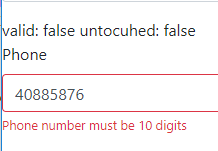 valid: false untocuhed: false
Phone
40885876
Phone number must be 10 digits